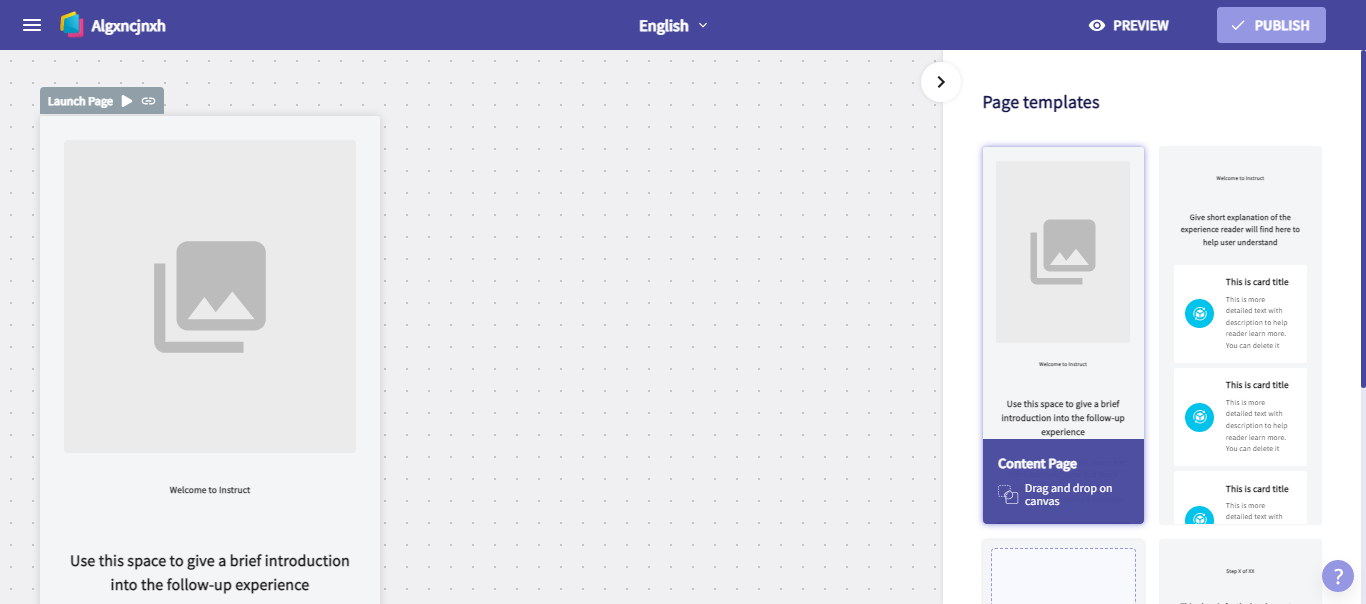 Algxncjnxh
English
PREVIEW
PUBLISH
Launch Page
Welcome to Instruct
Use this space to give a brief introduction
into the follow-up experience
Page templates
Welcome to Instruct
Use this space to give a brief
introduction into the follow-up
experience
Content Page
Drag and drop on
canvas
Welcome to Instruct
Give short explanation of the
experience reader will find here to
help user understand
This is card title
This is more
detailed text with
description to help
reader learn more.
You can delete it
This is card title
This is more
detailed text with
description to help
reader learn more.
You can delete it
This is card title
This is more
detailed text with
Step X of XX
?